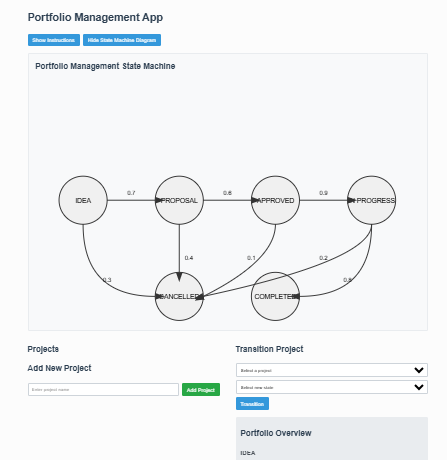 Portfolio Management App
Show Instructions
Hide State Machine Diagram
Portfolio Management State Machine
IDEA
0.7
PROPOSAL
0.6
APPROVED
0.9
PROGRESS
0.3
0.4
0.1
0.2
0.8
CANCELLED
COMPLETED
Projects
Transition Project
Add New Project
Select a project
Enter project name
Add Project
Select new state
Transition
Portfolio Overview
IDEA